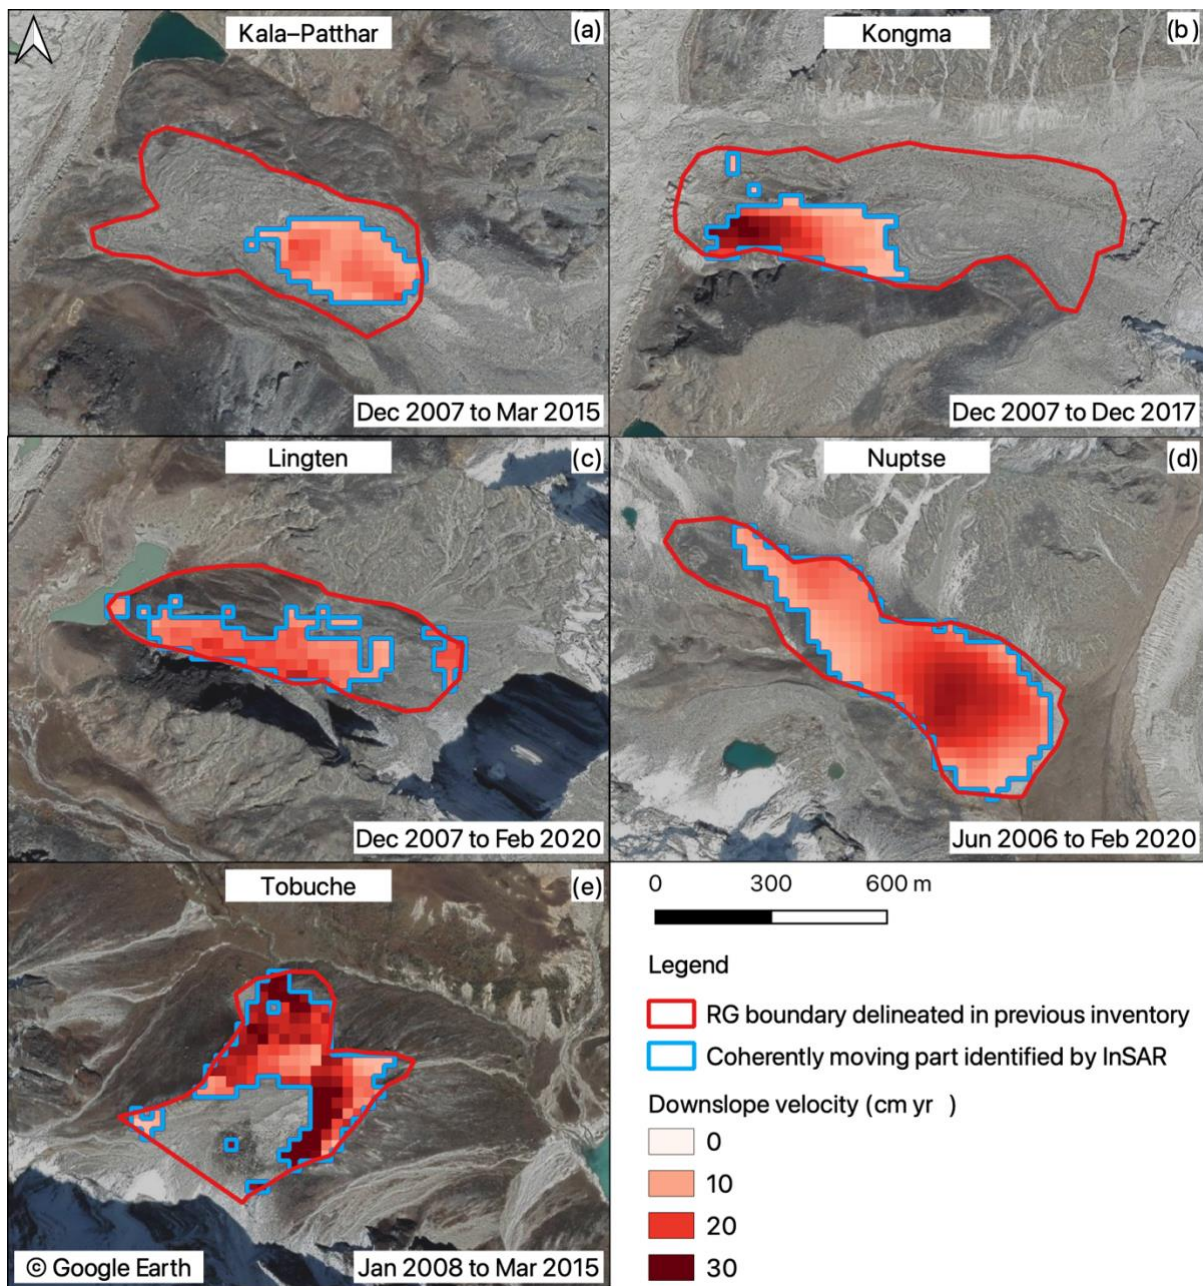 Kala–Patthar
(a)
Dec 2007 to Mar 2015
Kongma
(b)
Dec 2007 to Dec 2017
Lingten
(c)
Dec 2007 to Feb 2020
Nuptse
(d)
Jun 2006 to Feb 2020
Tobuche
(e)
© Google Earth
Jan 2008 to Mar 2015
0 300 600 m
Legend
RG boundary delineated in previous inventory
Coherently moving part identified by InSAR
Downslope velocity (cm yr )
0
10
20
30